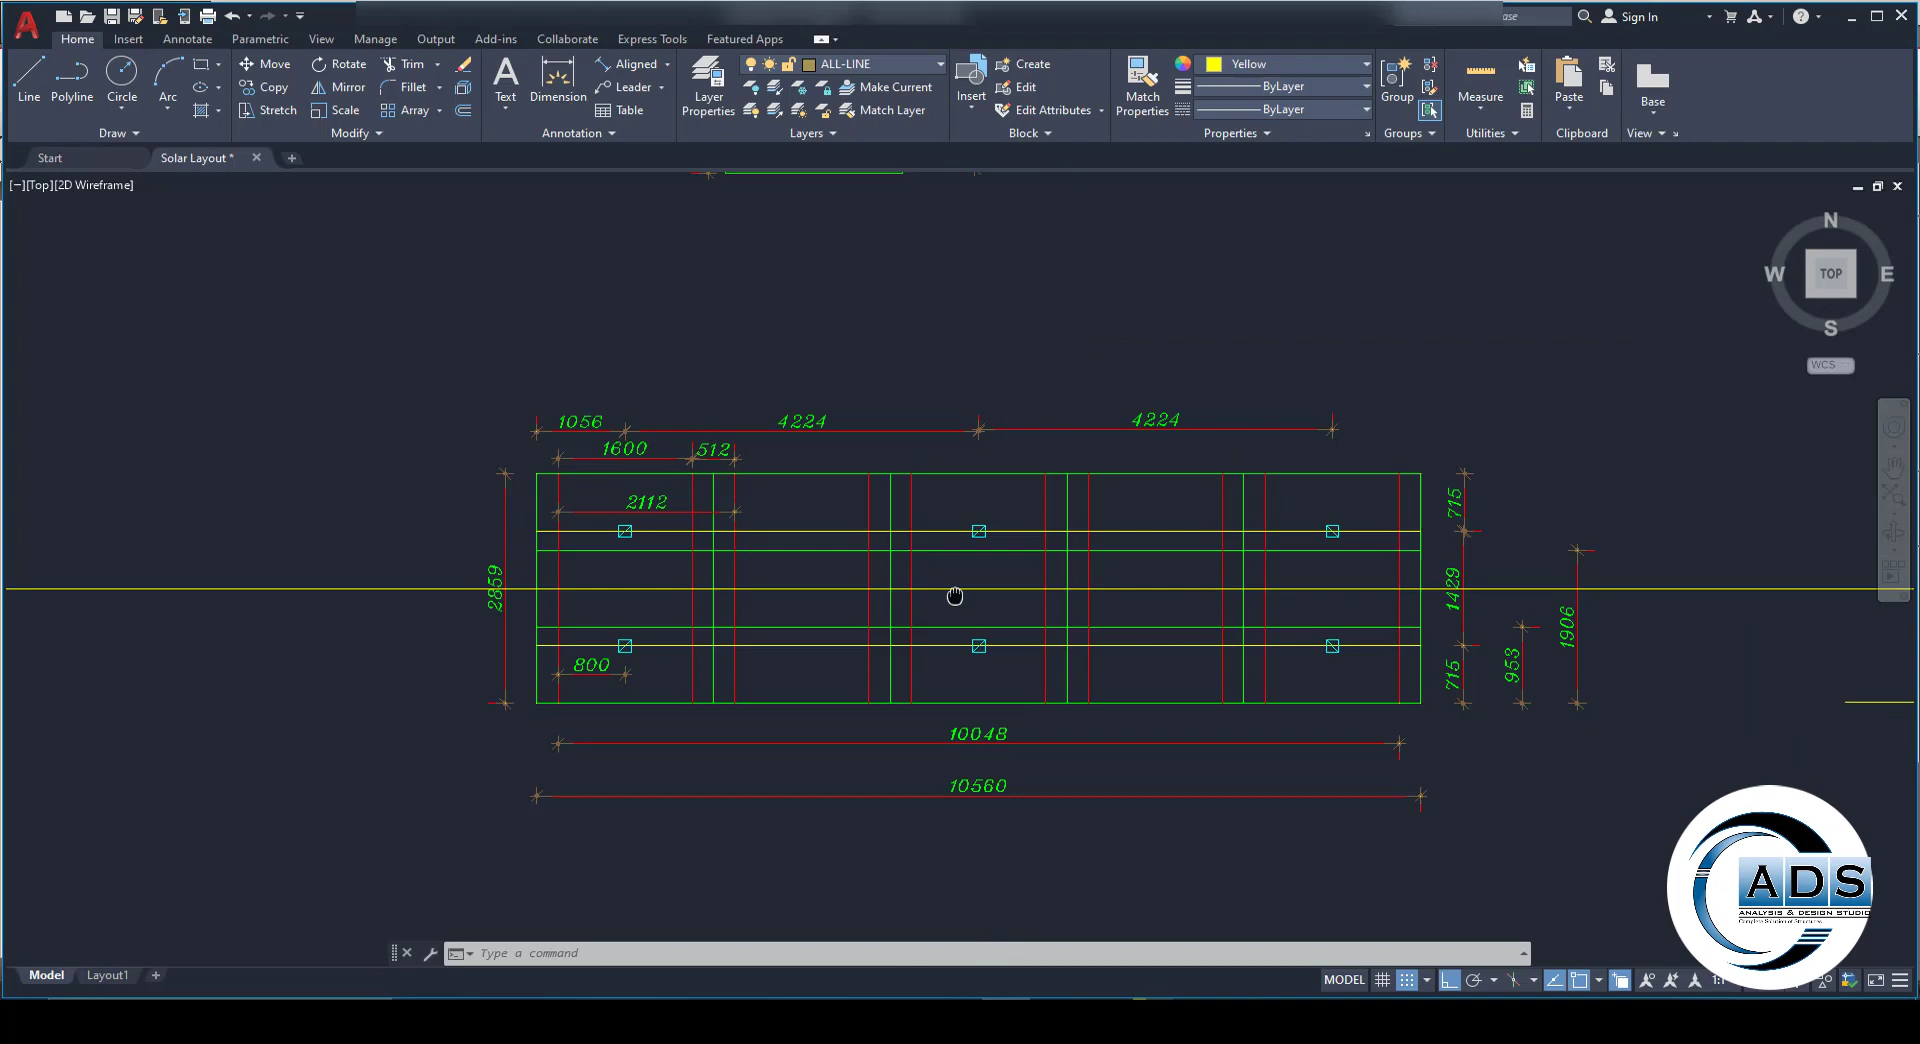 Sign In
Home Insert Annotate Parametric View Manage Output Add-ins Collaborate Express Tools Featured Apps
Line Polyline Circle Arc
Move Rotate Trim
Copy Mirror Fillet
Stretch Scale Array
Text Dimension
Aligned
Leader
Table
Layer Properties
ALL-LINE
Make Current
Match Layer
Insert
Create
Edit
Edit Attributes
Match Properties
Yellow
ByLayer
ByLayer
Group
Measure
Paste
Base
Draw Modify Annotation Layers Block Properties Groups Utilities Clipboard View
Start Solar Layout*
[−][Top][2D Wireframe]
N
W TOP E
S
WCS
1056 4224 4224
1600 512
2112
715
2859
1429
1906
800
715
953
10048
10560
ADS
ANALYSIS & DESIGN STUDIO
Complete Solution of Structures
Type a command
Model Layout1
MODEL